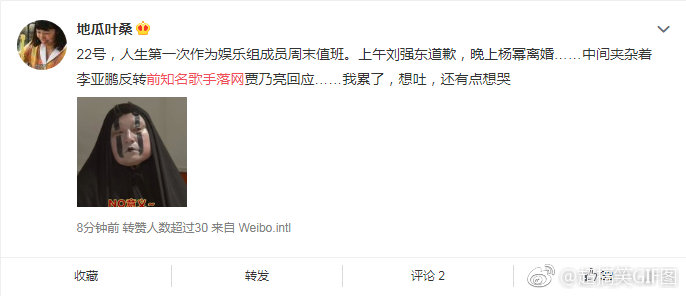 地瓜叶桑
22号，人生第一次作为娱乐组成员周末值班。上午刘强东道歉，晚上杨幂离婚……中间夹杂着
李亚鹏反转前知名歌手落网贾乃亮回应……我累了，想吐，还有点想哭
NO意义~
8分钟前 转赞人数超过30 来自 Weibo.intl
收藏
转发
评论 2
@超搞笑GIF图